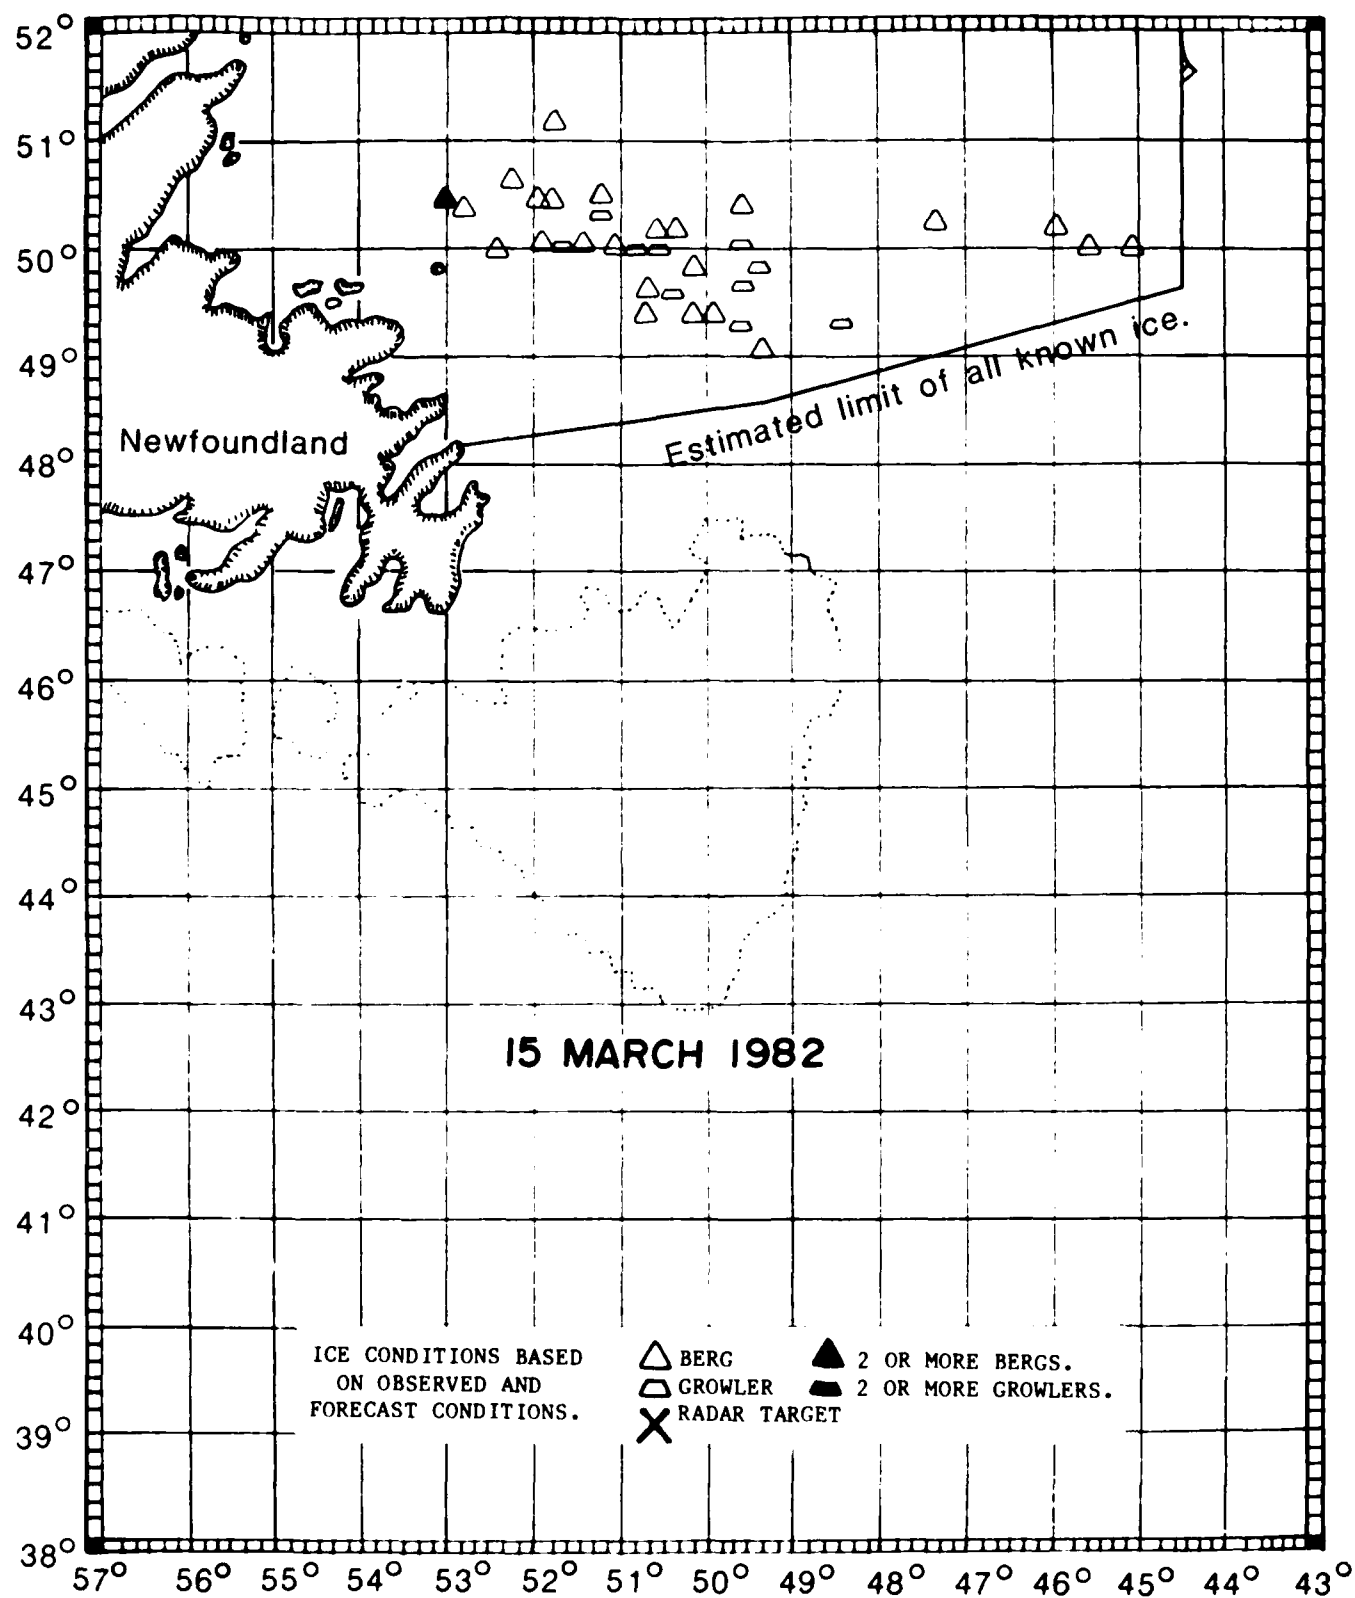 52°
51°
50°
49°
Estimated limit of all known ice.
Newfoundland
48°
47°
46°
45°
44°
43°
15 MARCH 1982
42°
41°
40°
ICE CONDITIONS BASED
ON OBSERVED AND
FORECAST CONDITIONS.
BERG
2 OR MORE BERGS.
GROWLER
2 OR MORE GROWLERS.
RADAR TARGET
39°
38°
57° 56° 55° 54° 53° 52° 51° 50° 49° 48° 47° 46° 45° 44° 43°